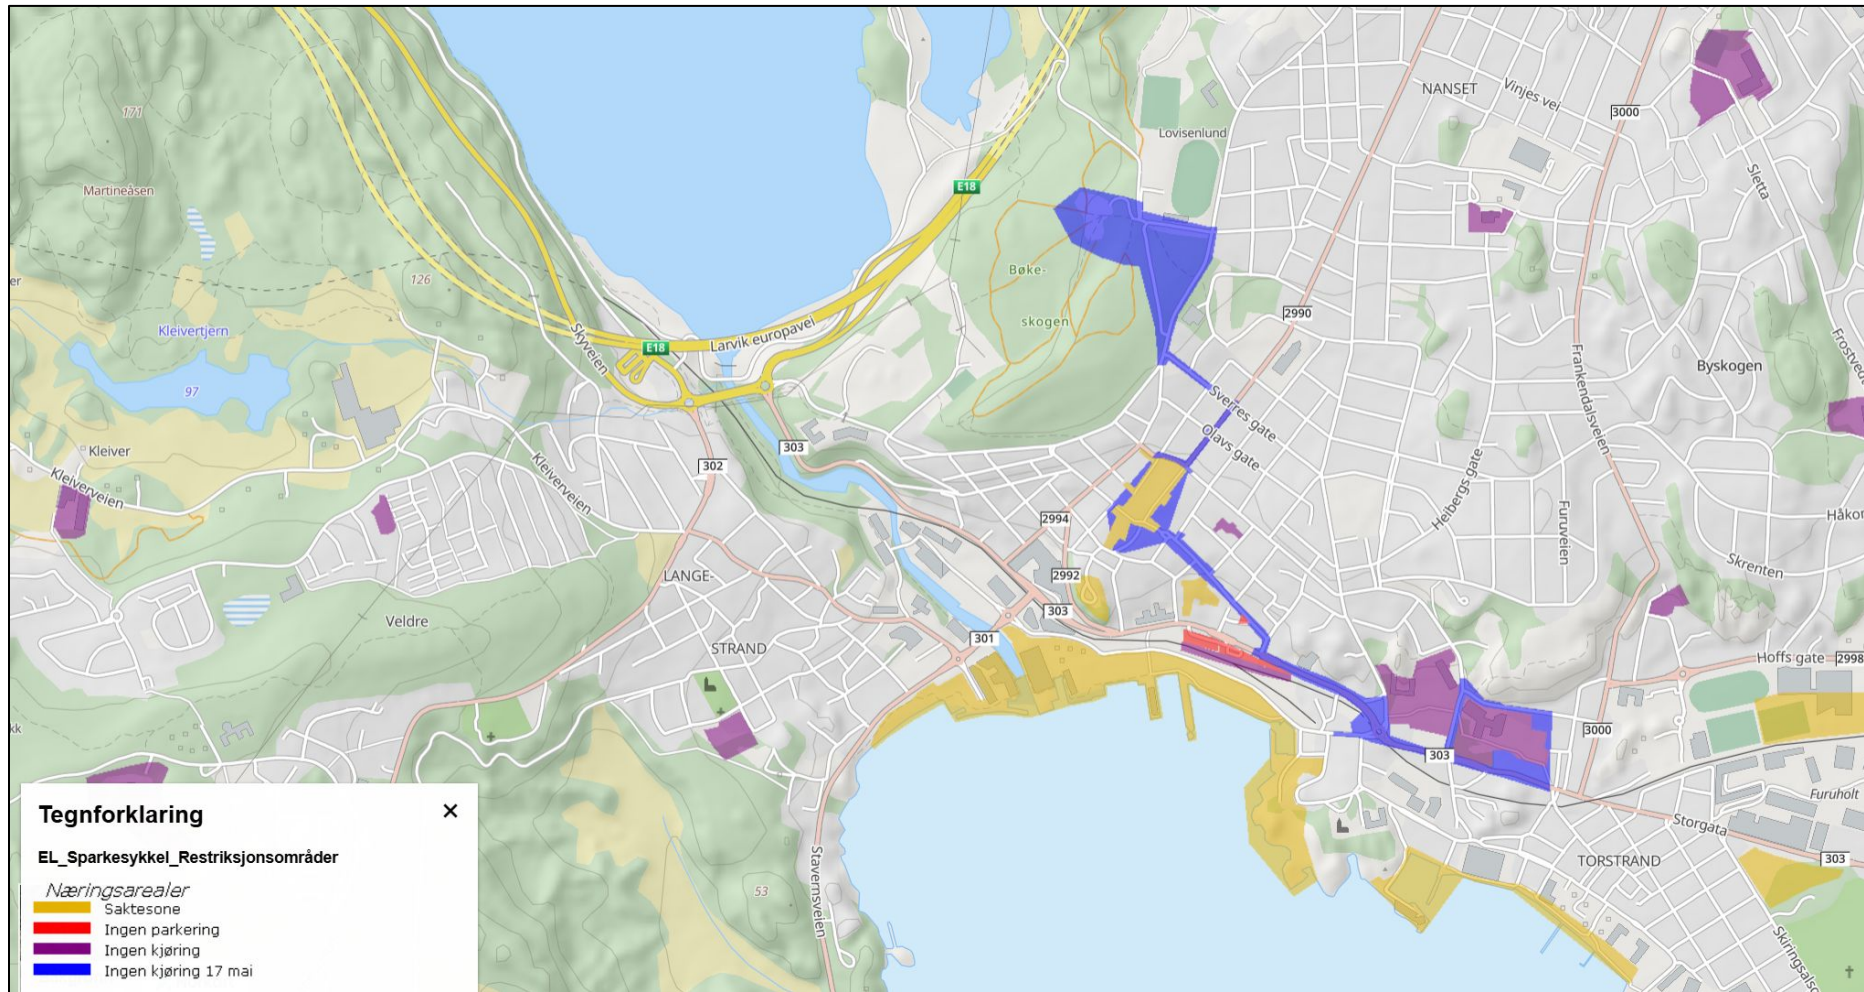 171
Martineåsen
er
126
Kleivertjern
97
Kleiver
Kleiverveien
Kleiverveien
Skyveien
E18
Larvik europavei
E18
302
303
Veldre
LANGE-
STRAND
301
303
2992
2994
Bøke-
skogen
Lovisenlund
NANSET
Vinjes vei
3000
Sletta
2990
Sverres gate
Olavs gate
Frankendalsveien
Byskogen
Heibergs gate
Furuveien
Håkor
Skrenten
Hoffs gate
2998
3000
303
Furuholt
Storgata
303
TORSTRAND
Stavernsveien
53
kk
Tegnforklaring ×
EL_Sparkesykkel_Restriksjonsområder
Næringsarealer
Saktesone
Ingen parkering
Ingen kjøring
Ingen kjøring 17 mai